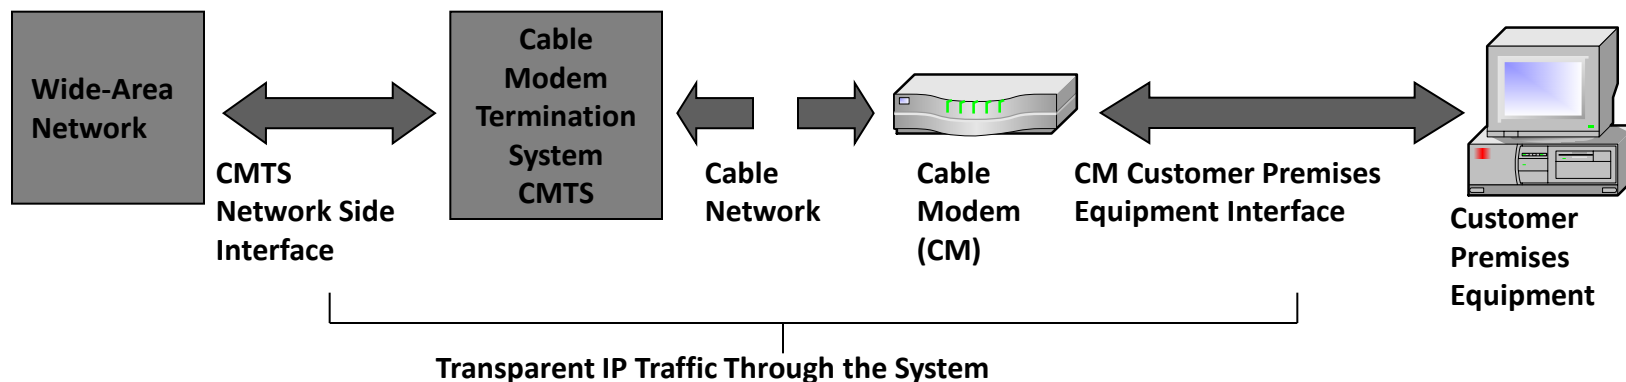 Wide-Area
Network
CMTS
Network Side
Interface
Cable
Modem
Termination
System
CMTS
Cable
Network
Cable
Modem
(CM)
CM Customer Premises
Equipment Interface
Customer
Premises
Equipment
Transparent IP Traffic Through the System